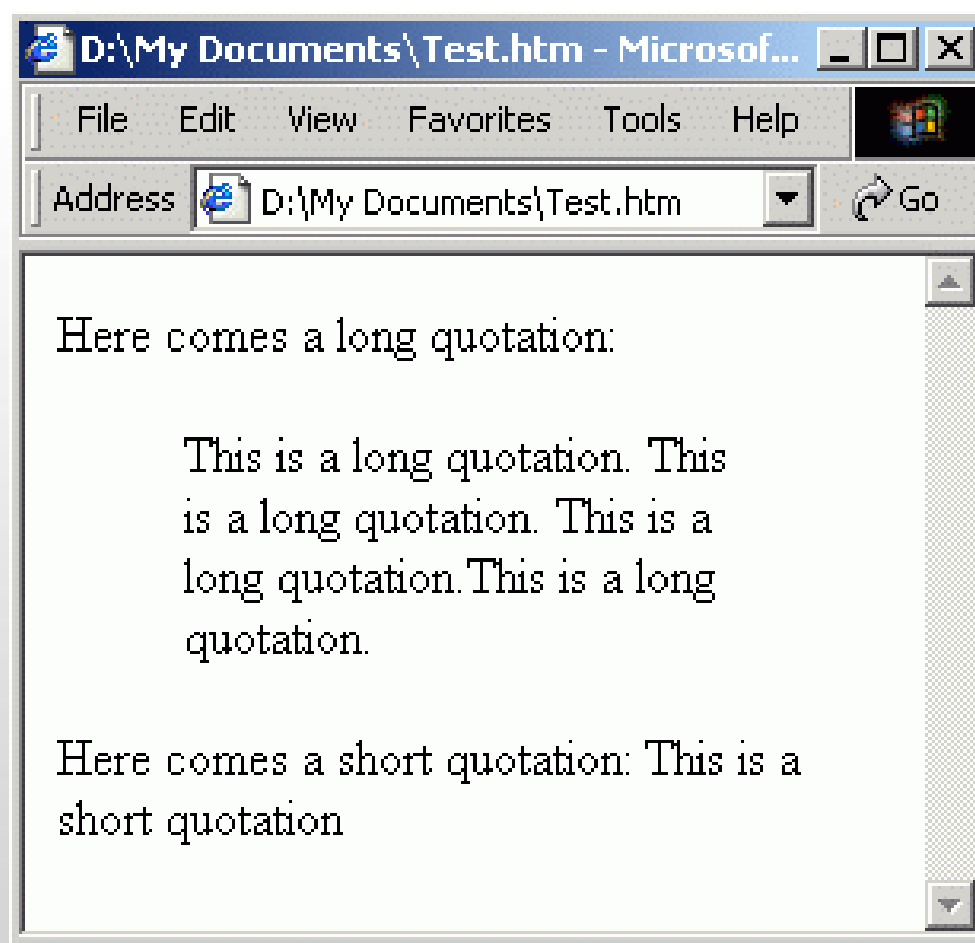 D:\My Documents\Test.htm - Microsof...
File Edit View Favorites Tools Help
Address D:\My Documents\Test.htm Go
Here comes a long quotation:
This is a long quotation. This
is a long quotation. This is a
long quotation.This is a long
quotation.
Here comes a short quotation: This is a
short quotation